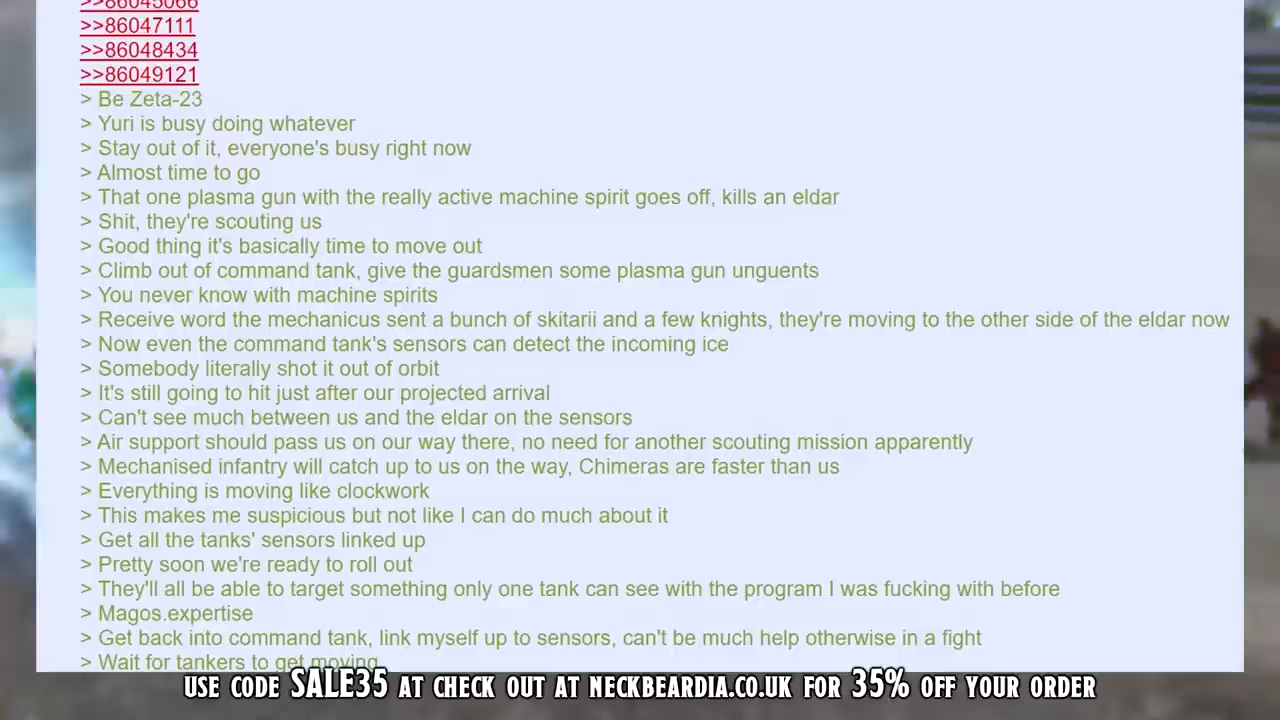 >>86045066
>>86047111
>>86048434
>>86049121
> Be Zeta-23
> Yuri is busy doing whatever
> Stay out of it, everyone's busy right now
> Almost time to go
> That one plasma gun with the really active machine spirit goes off, kills an eldar
> Shit, they're scouting us
> Good thing it's basically time to move out
> Climb out of command tank, give the guardsmen some plasma gun unguents
> You never know with machine spirits
> Receive word the mechanicus sent a bunch of skitarii and a few knights, they're moving to the other side of the eldar now
> Now even the command tank's sensors can detect the incoming ice
> Somebody literally shot it out of orbit
> It's still going to hit just after our projected arrival
> Can't see much between us and the eldar on the sensors
> Air support should pass us on our way there, no need for another scouting mission apparently
> Mechanised infantry will catch up to us on the way, Chimeras are faster than us
> Everything is moving like clockwork
> This makes me suspicious but not like I can do much about it
> Get all the tanks' sensors linked up
> Pretty soon we're ready to roll out
> They'll all be able to target something only one tank can see with the program I was fucking with before
> Magos.expertise
> Get back into command tank, link myself up to sensors, can't be much help otherwise in a fight
> Wait for tankers to get moving
USE CODE SALE35 AT CHECK OUT AT NECKBEARDIA.CO.UK FOR 35% OFF YOUR ORDER